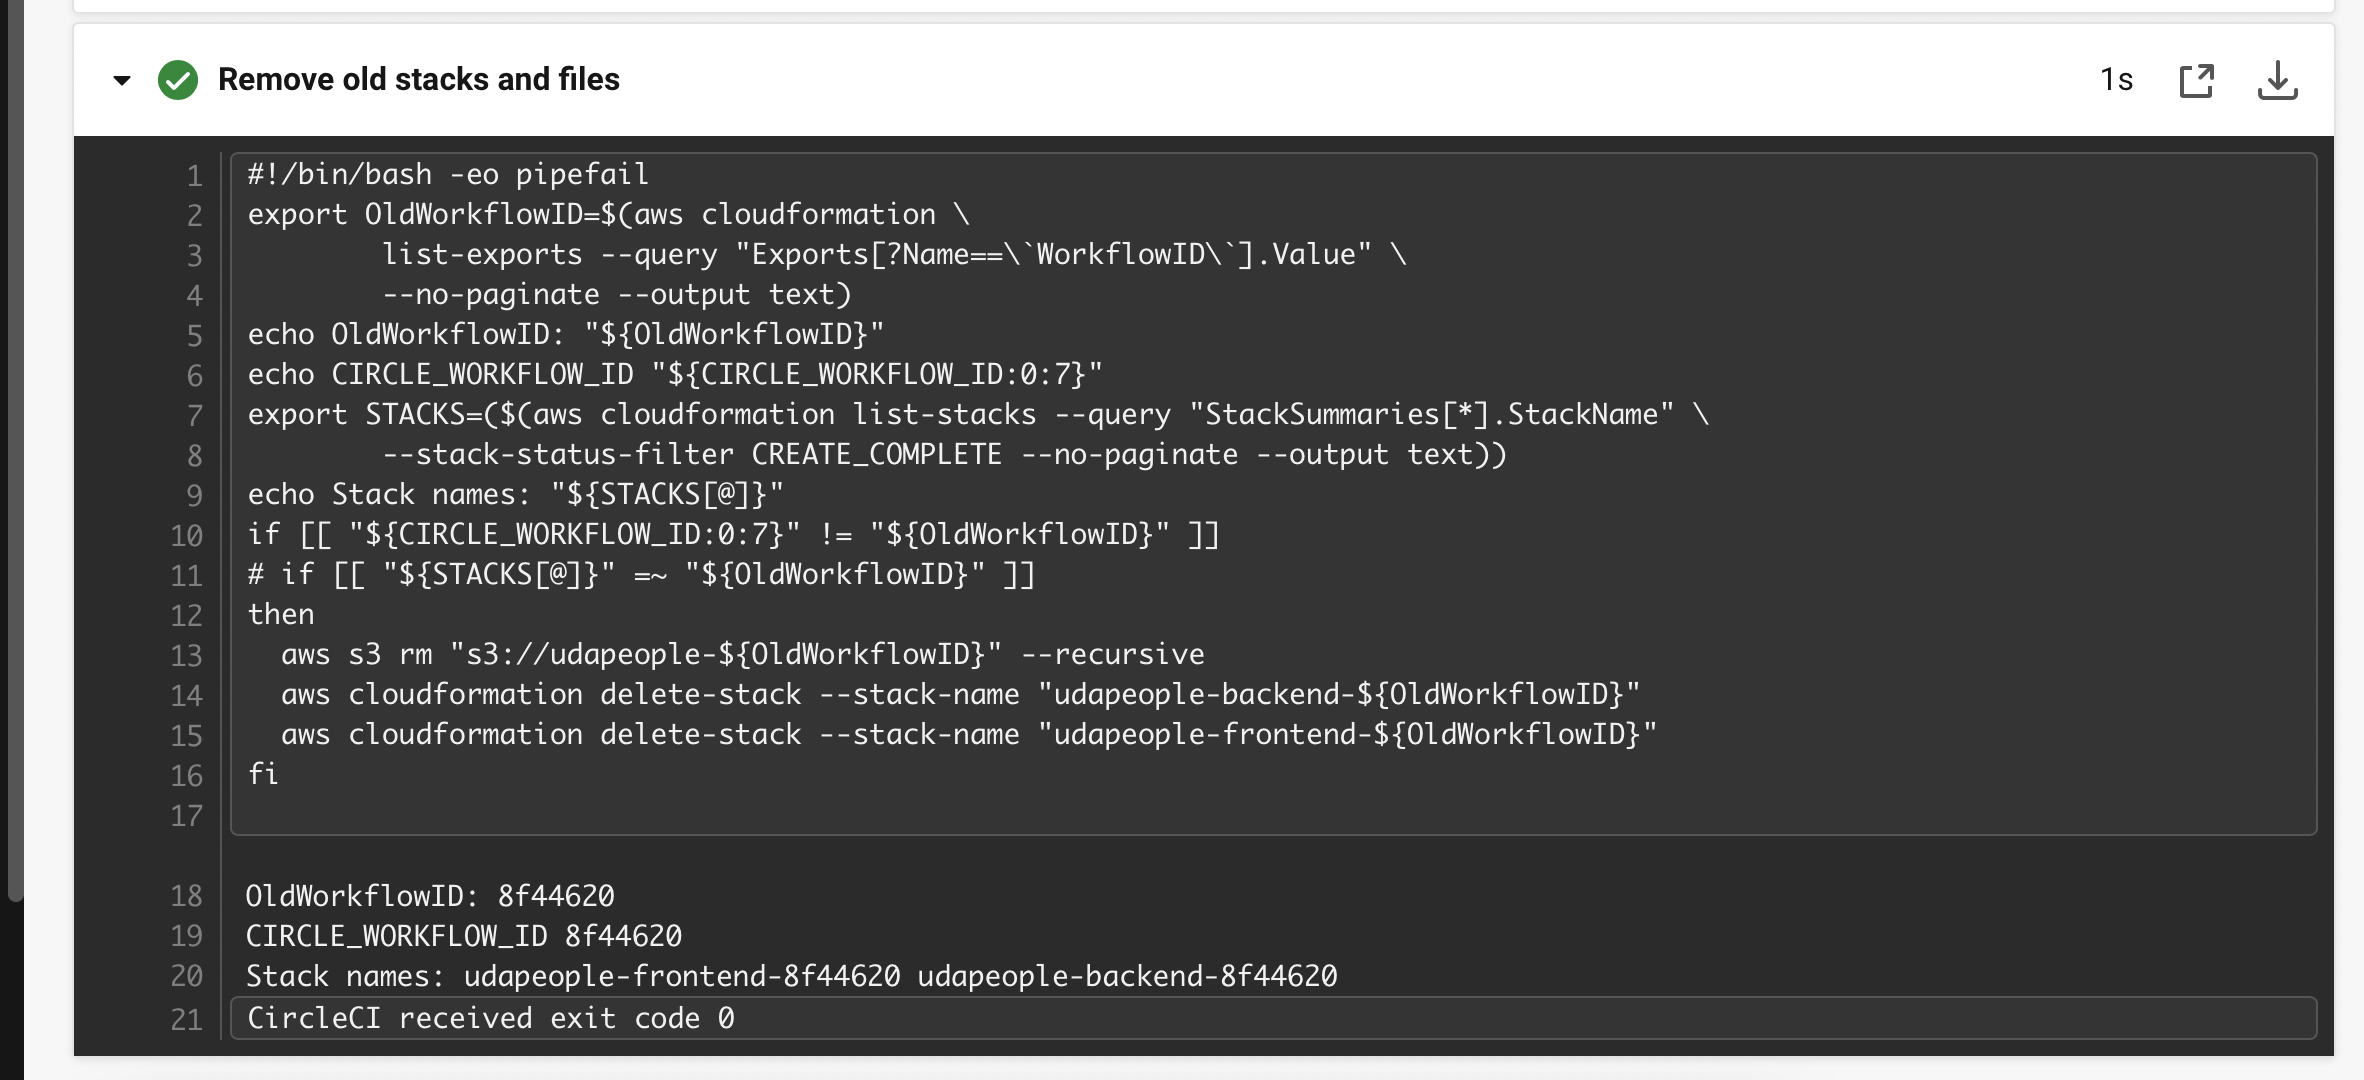 Remove old stacks and files
1s
1 #!/bin/bash -eo pipefail
2 export OldWorkflowID=$(aws cloudformation \
3         list-exports --query "Exports[?Name==\`WorkflowID\`].Value" \
4         --no-paginate --output text)
5 echo OldWorkflowID: "${OldWorkflowID}"
6 echo CIRCLE_WORKFLOW_ID "${CIRCLE_WORKFLOW_ID:0:7}"
7 export STACKS=($(aws cloudformation list-stacks --query "StackSummaries[*].StackName" \
8         --stack-status-filter CREATE_COMPLETE --no-paginate --output text))
9 echo Stack names: "${STACKS[@]}"
10 if [[ "${CIRCLE_WORKFLOW_ID:0:7}" != "${OldWorkflowID}" ]]
11 # if [[ "${STACKS[@]}" =~ "${OldWorkflowID}" ]]
12 then
13   aws s3 rm "s3://udapeople-${OldWorkflowID}" --recursive
14   aws cloudformation delete-stack --stack-name "udapeople-backend-${OldWorkflowID}"
15   aws cloudformation delete-stack --stack-name "udapeople-frontend-${OldWorkflowID}"
16 fi
17
18 OldWorkflowID: 8f44620
19 CIRCLE_WORKFLOW_ID 8f44620
20 Stack names: udapeople-frontend-8f44620 udapeople-backend-8f44620
21 CircleCI received exit code 0